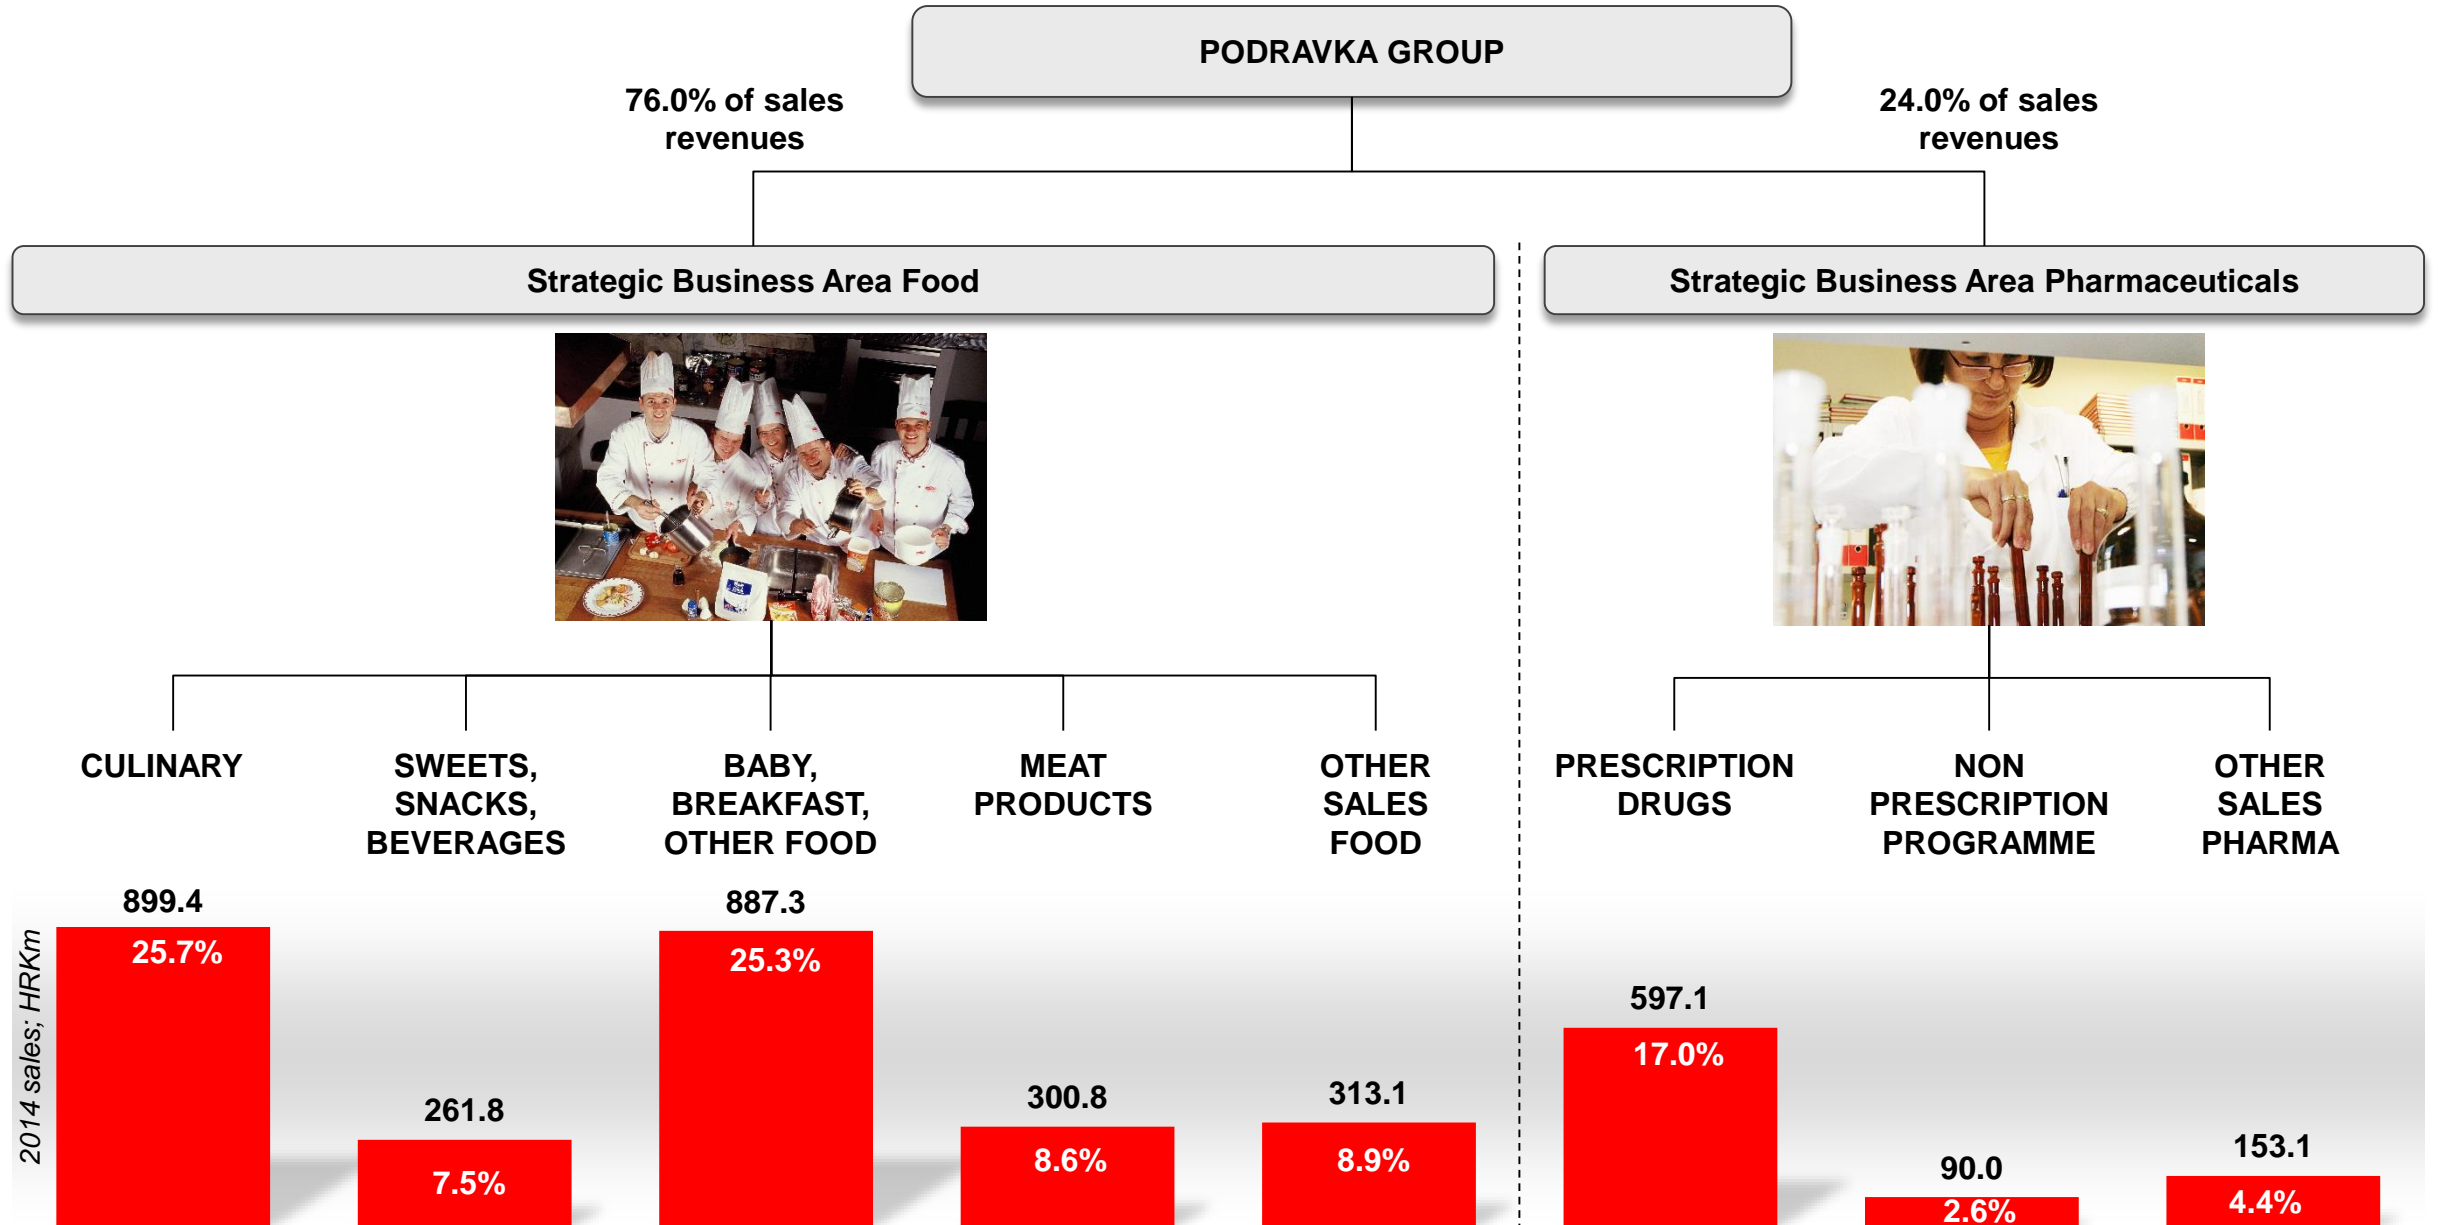 PODRAVKA GROUP
76.0% of sales
revenues
24.0% of sales
revenues
Strategic Business Area Food
Strategic Business Area Pharmaceuticals
CULINARY
SWEETS,
SNACKS,
BEVERAGES
BABY,
BREAKFAST,
OTHER FOOD
MEAT
PRODUCTS
OTHER
SALES
FOOD
PRESCRIPTION
DRUGS
NON
PRESCRIPTION
PROGRAMME
OTHER
SALES
PHARMA
2014 sales; HRKm
899.4
25.7%
261.8
7.5%
887.3
25.3%
300.8
8.6%
313.1
8.9%
597.1
17.0%
90.0
2.6%
153.1
4.4%